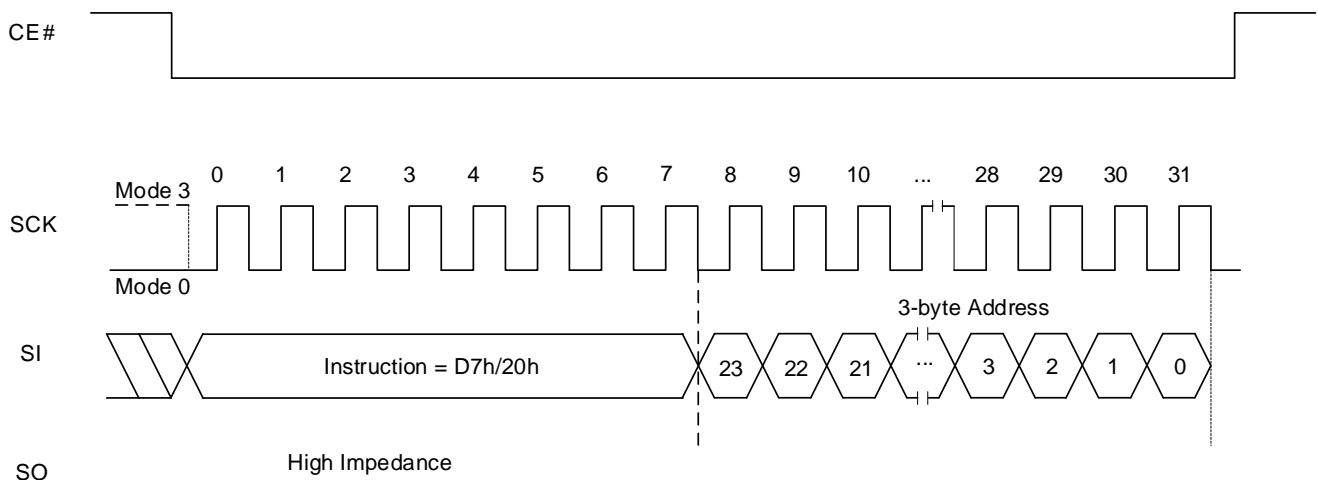 CE#
0 1 2 3 4 5 6 7 8 9 10 ... 28 29 30 31
Mode 3
SCK
Mode 0
3-byte Address
SI
Instruction = D7h/20h 23 22 21 ... 3 2 1 0
High Impedance
SO